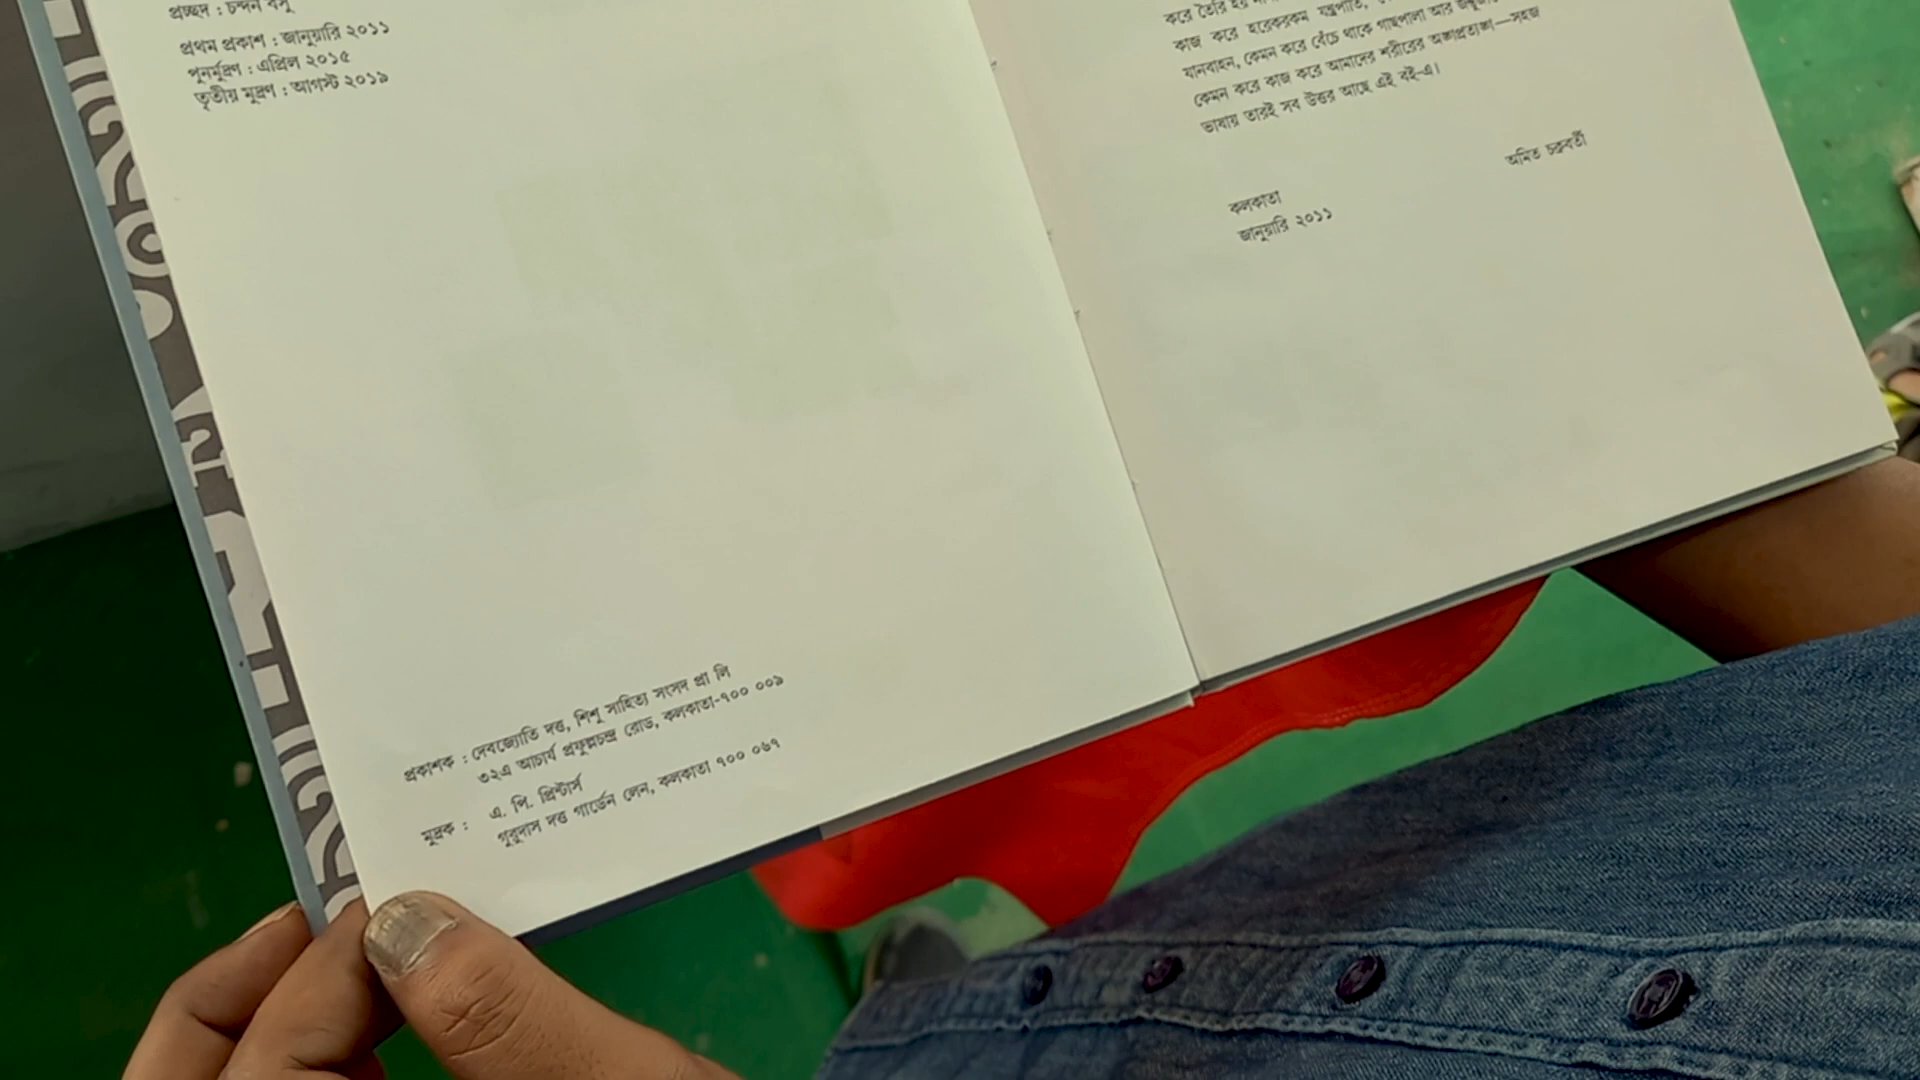 প্রচ্ছদ : চন্দন বসু
প্রথম প্রকাশ : জানুয়ারি ২০১১
পুনর্মুদ্রণ : এপ্রিল ২০১৫
তৃতীয় মুদ্রণ : আগস্ট ২০১৯
প্রকাশক : দেবজ্যোতি দত্ত, শিশু সাহিত্য সংসদ প্রা লি
৩২এ আচার্য প্রফুল্লচন্দ্র রোড, কলকাতা-৭০০ ০০৯
মুদ্রক : এ. পি. প্রিন্টার্স
গুরুদাস দত্ত গার্ডেন লেন, কলকাতা ৭০০ ০৬৭
করে তৈরি হয়
কাজ করে হরেকরকম যন্ত্রপাতি,
যানবাহন, কেমন করে বেঁচে থাকে গাছপালা আর
কেমন করে কাজ করে আমাদের শরীরের অঙ্গপ্রত্যঙ্গ—সহজ
ভাষায় তারই সব উত্তর আছে এই বই-এ।
অমিত চক্রবর্তী
কলকাতা
জানুয়ারি ২০১১